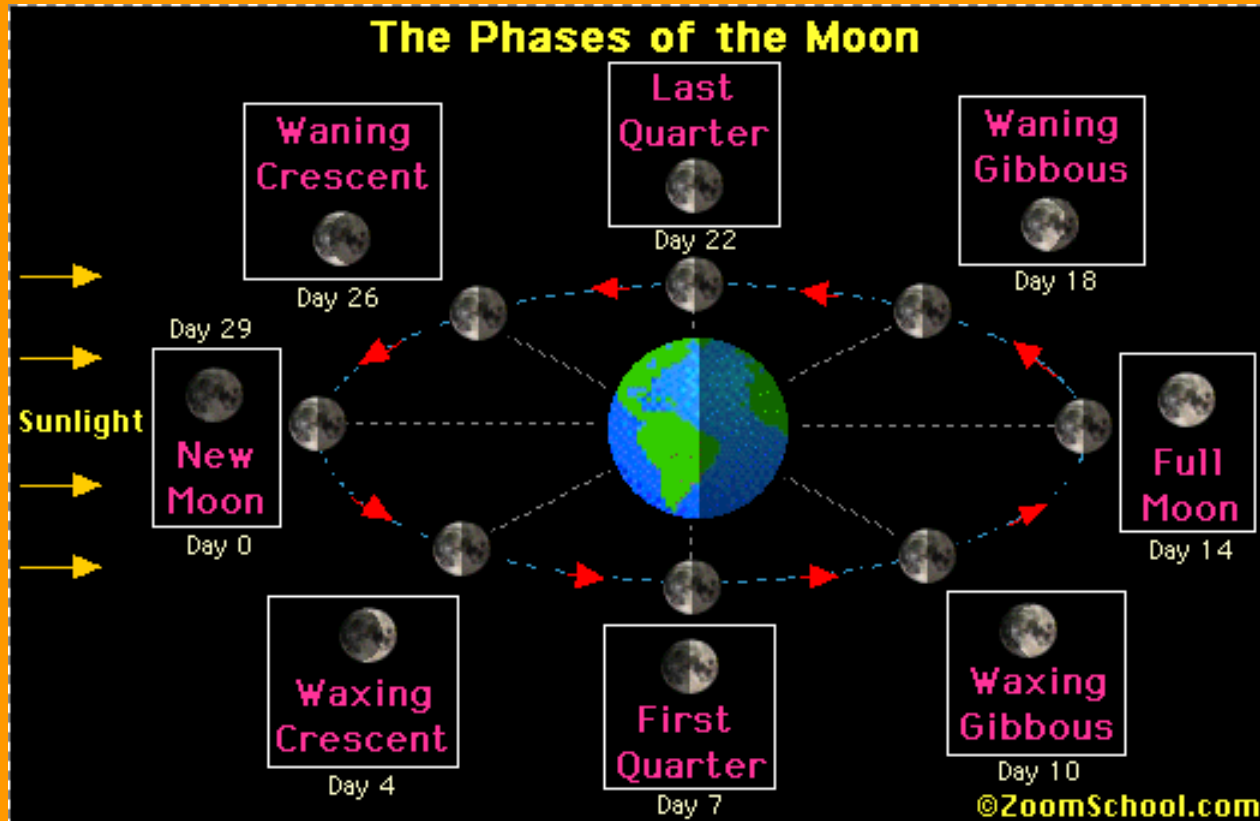 The Phases of the Moon
Last
Quarter
Day 22
Waning
Crescent
Day 26
Waning
Gibbous
Day 18
Day 29
New
Moon
Day 0
Sunlight
Full
Moon
Day 14
Waxing
Crescent
Day 4
First
Quarter
Day 7
Waxing
Gibbous
Day 10
©ZoomSchool.com